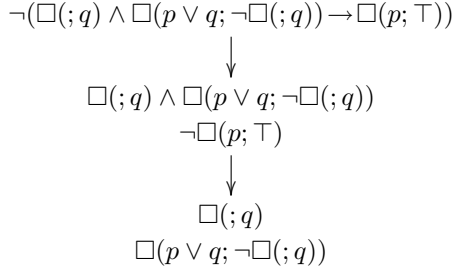 ¬(□(;q) ∧ □(p ∨ q;¬□(;q))→□(p;⊤))
□(;q) ∧ □(p ∨ q;¬□(;q))
¬□(p;⊤)
□(;q)
□(p ∨ q;¬□(;q))